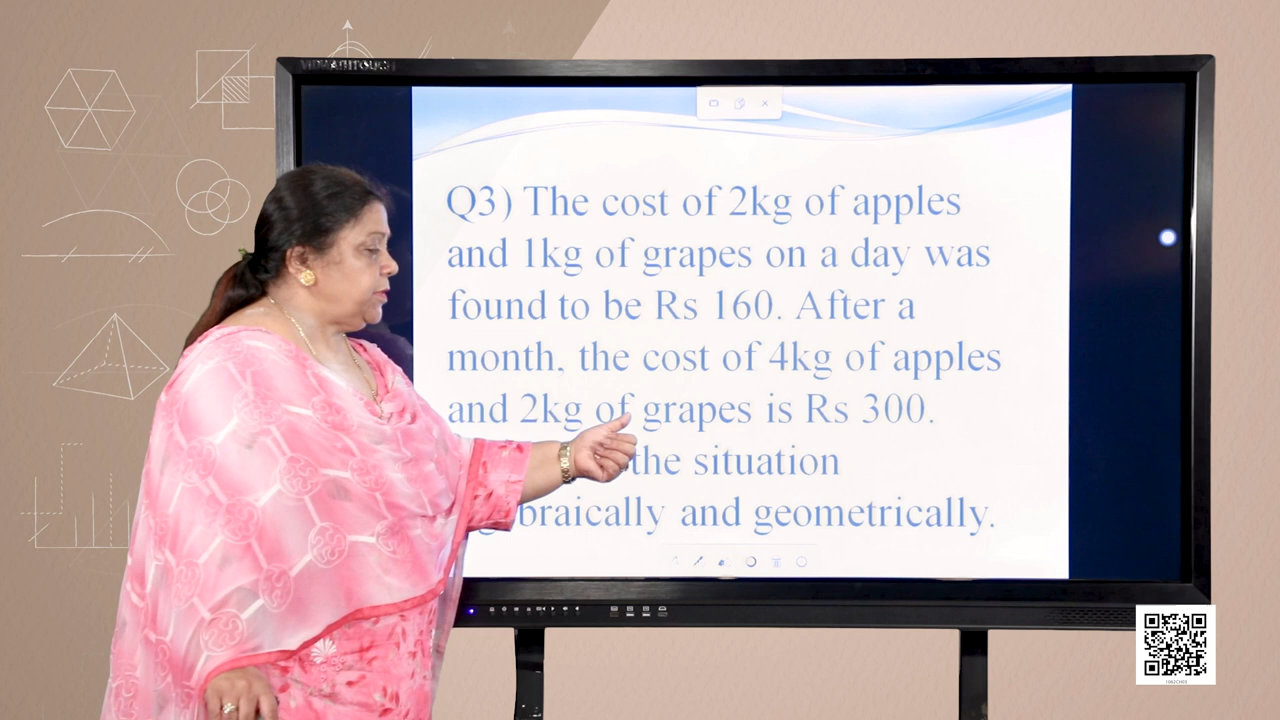 Q3) The cost of 2kg of apples
and 1kg of grapes on a day was
found to be Rs 160. After a
month, the cost of 4kg of apples
and 2kg of grapes is Rs 300.
the situation
braically and geometrically.